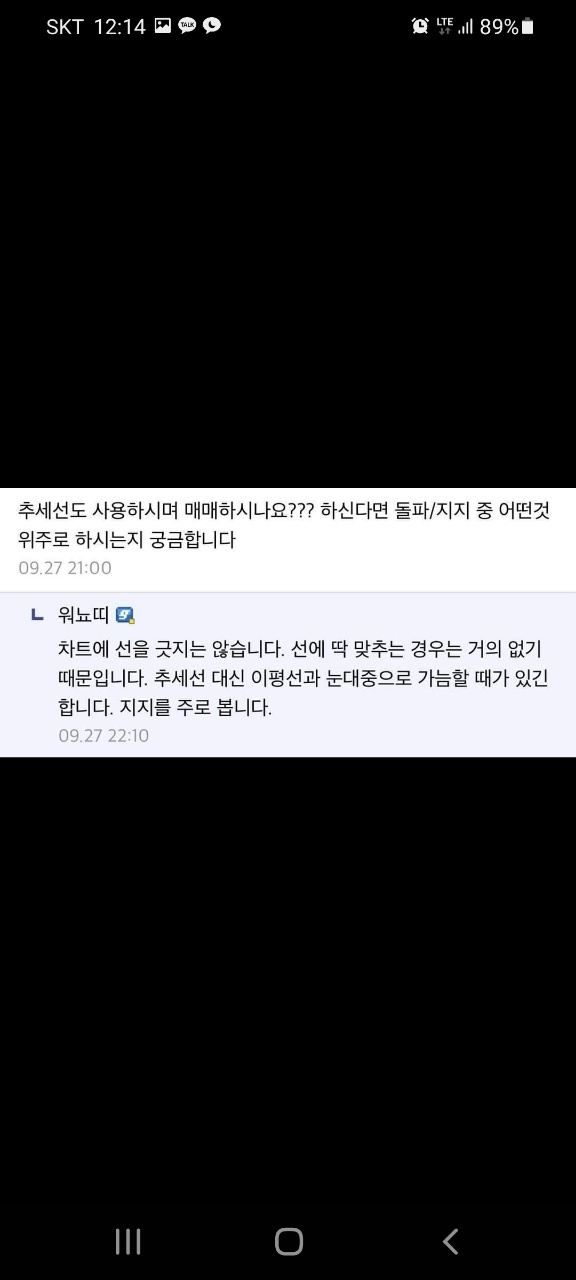 SKT 12:14 TALK LTE 89%
추세선도 사용하시며 매매하시나요??? 하신다면 돌파/지지 중 어떤것
위주로 하시는지 궁금합니다
09.27 21:00
ㄴ 워뇨띠
차트에 선을 긋지는 않습니다. 선에 딱 맞추는 경우는 거의 없기
때문입니다. 추세선 대신 이평선과 눈대중으로 가늠할 때가 있긴
합니다. 지지를 주로 봅니다.
09.27 22:10